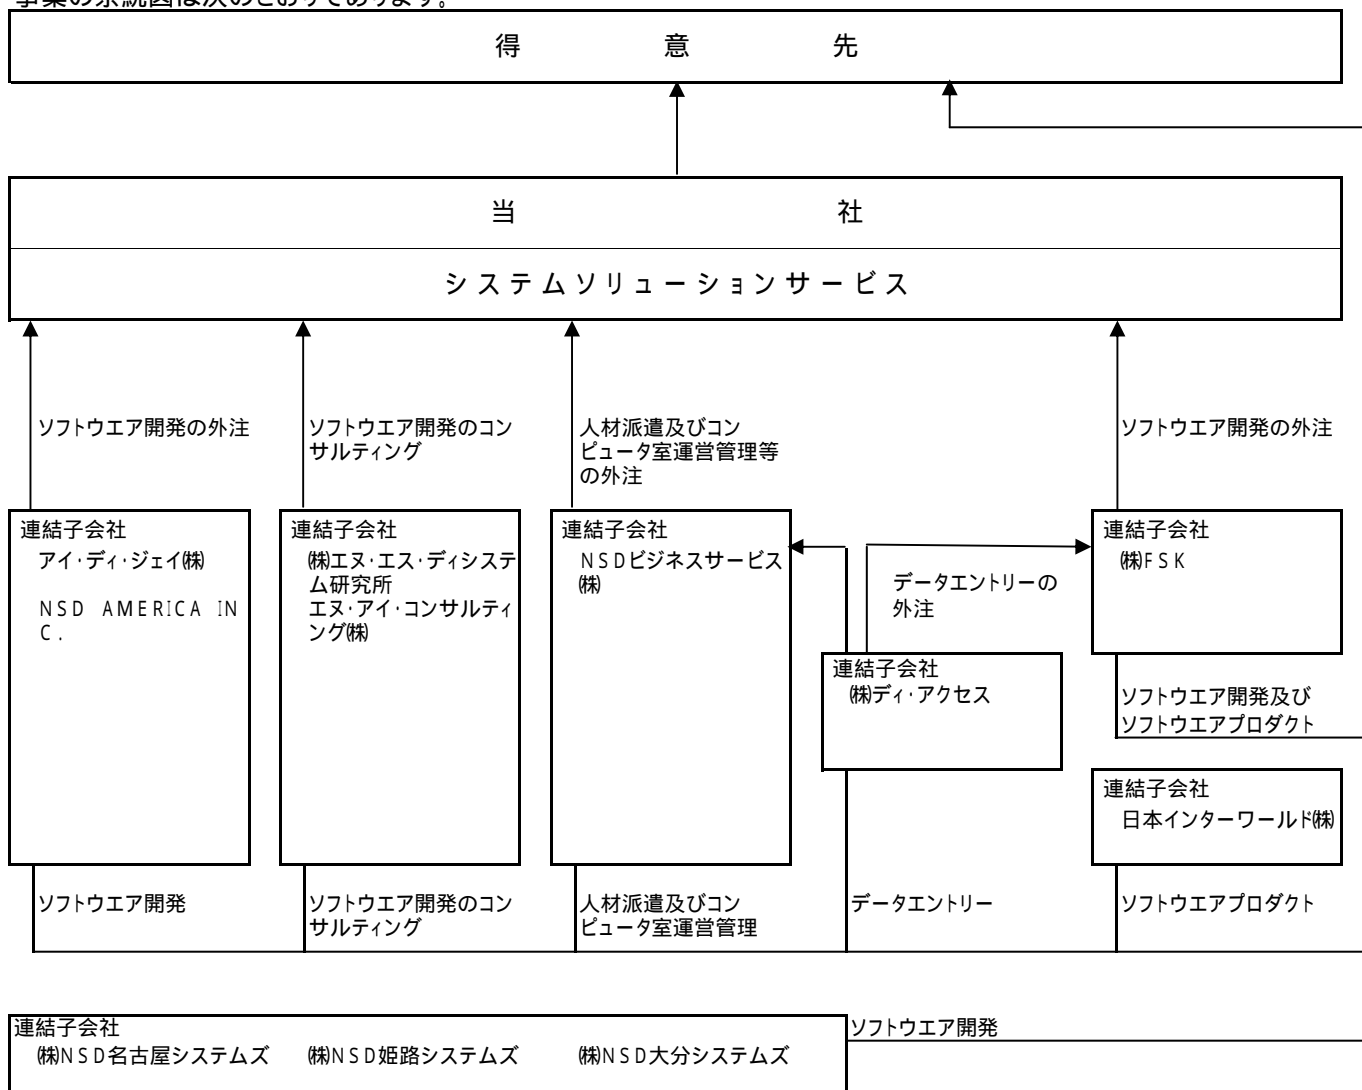 事業の系統図は次のとおりであります。
得意先
当社
システムソリューションサービス
ソフトウエア開発の外注
ソフトウエア開発のコン
サルティング
人材派遣及びコン
ピュータ室運営管理等
の外注
ソフトウエア開発の外注
連結子会社
アイ・ディ・ジェイ㈱
NSD AMERICA IN
C.
連結子会社
㈱エヌ・エス・ディシステ
ム研究所
エヌ・アイ・コンサルティ
ング㈱
連結子会社
NSDビジネスサービス
㈱
データエントリーの
外注
連結子会社
㈱FSK
連結子会社
㈱ディ・アクセス
ソフトウエア開発及び
ソフトウエアプロダクト
連結子会社
日本インターワールド㈱
ソフトウエア開発
ソフトウエア開発のコン
サルティング
人材派遣及びコン
ピュータ室運営管理
データエントリー
ソフトウエアプロダクト
連結子会社
㈱NSD名古屋システムズ ㈱NSD姫路システムズ ㈱NSD大分システムズ
ソフトウエア開発